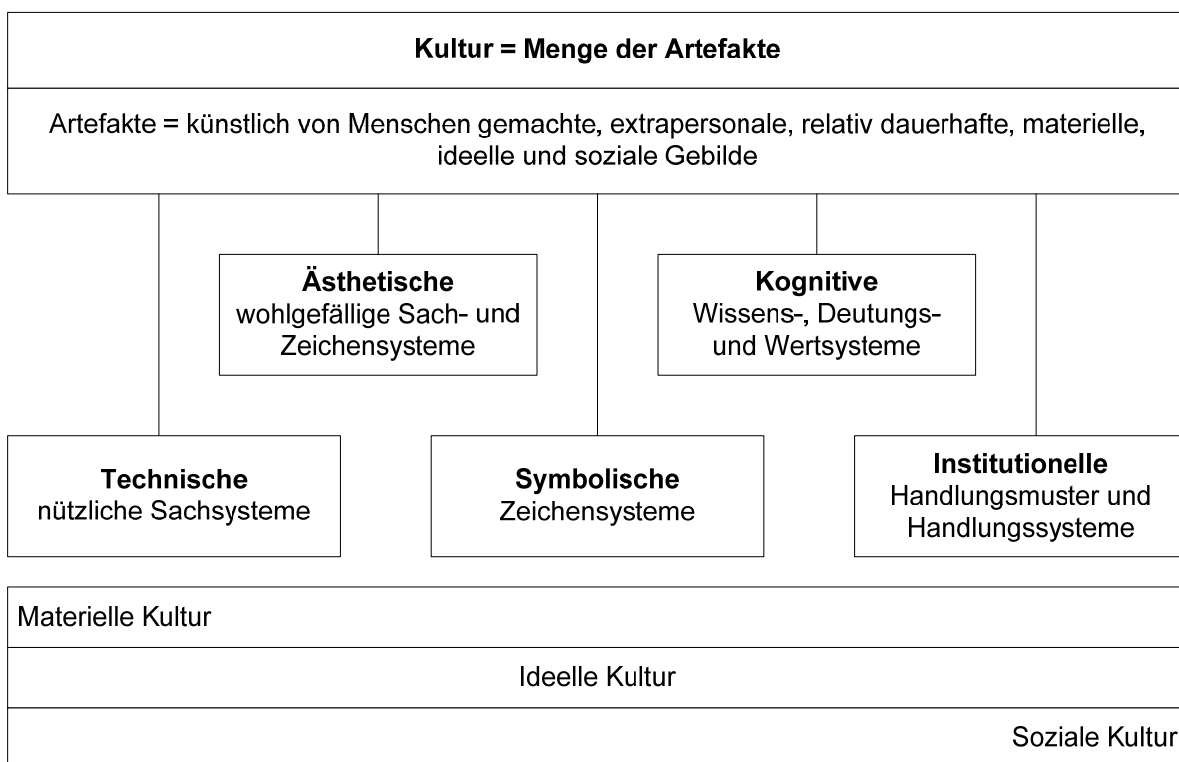 Kultur = Menge der Artefakte
Artefakte = künstlich von Menschen gemachte, extrapersonale, relativ dauerhafte, materielle,
ideelle und soziale Gebilde
Ästhetische
wohlgefällige Sach- und
Zeichensysteme
Kognitive
Wissens-, Deutungs-
und Wertsysteme
Technische
nützliche Sachsysteme
Symbolische
Zeichensysteme
Institutionelle
Handlungsmuster und
Handlungssysteme
Materielle Kultur
Ideelle Kultur
Soziale Kultur